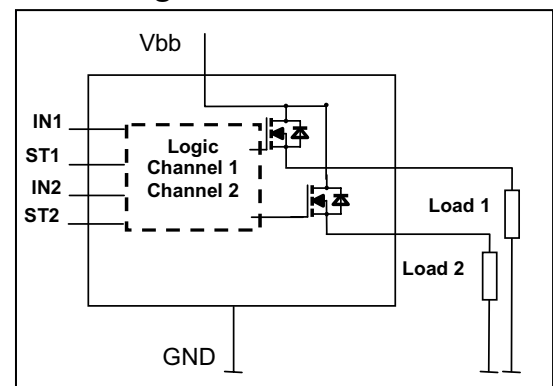 Vbb
IN1
ST1
IN2
ST2
Logic
Channel 1
Channel 2
Load 1
Load 2
GND